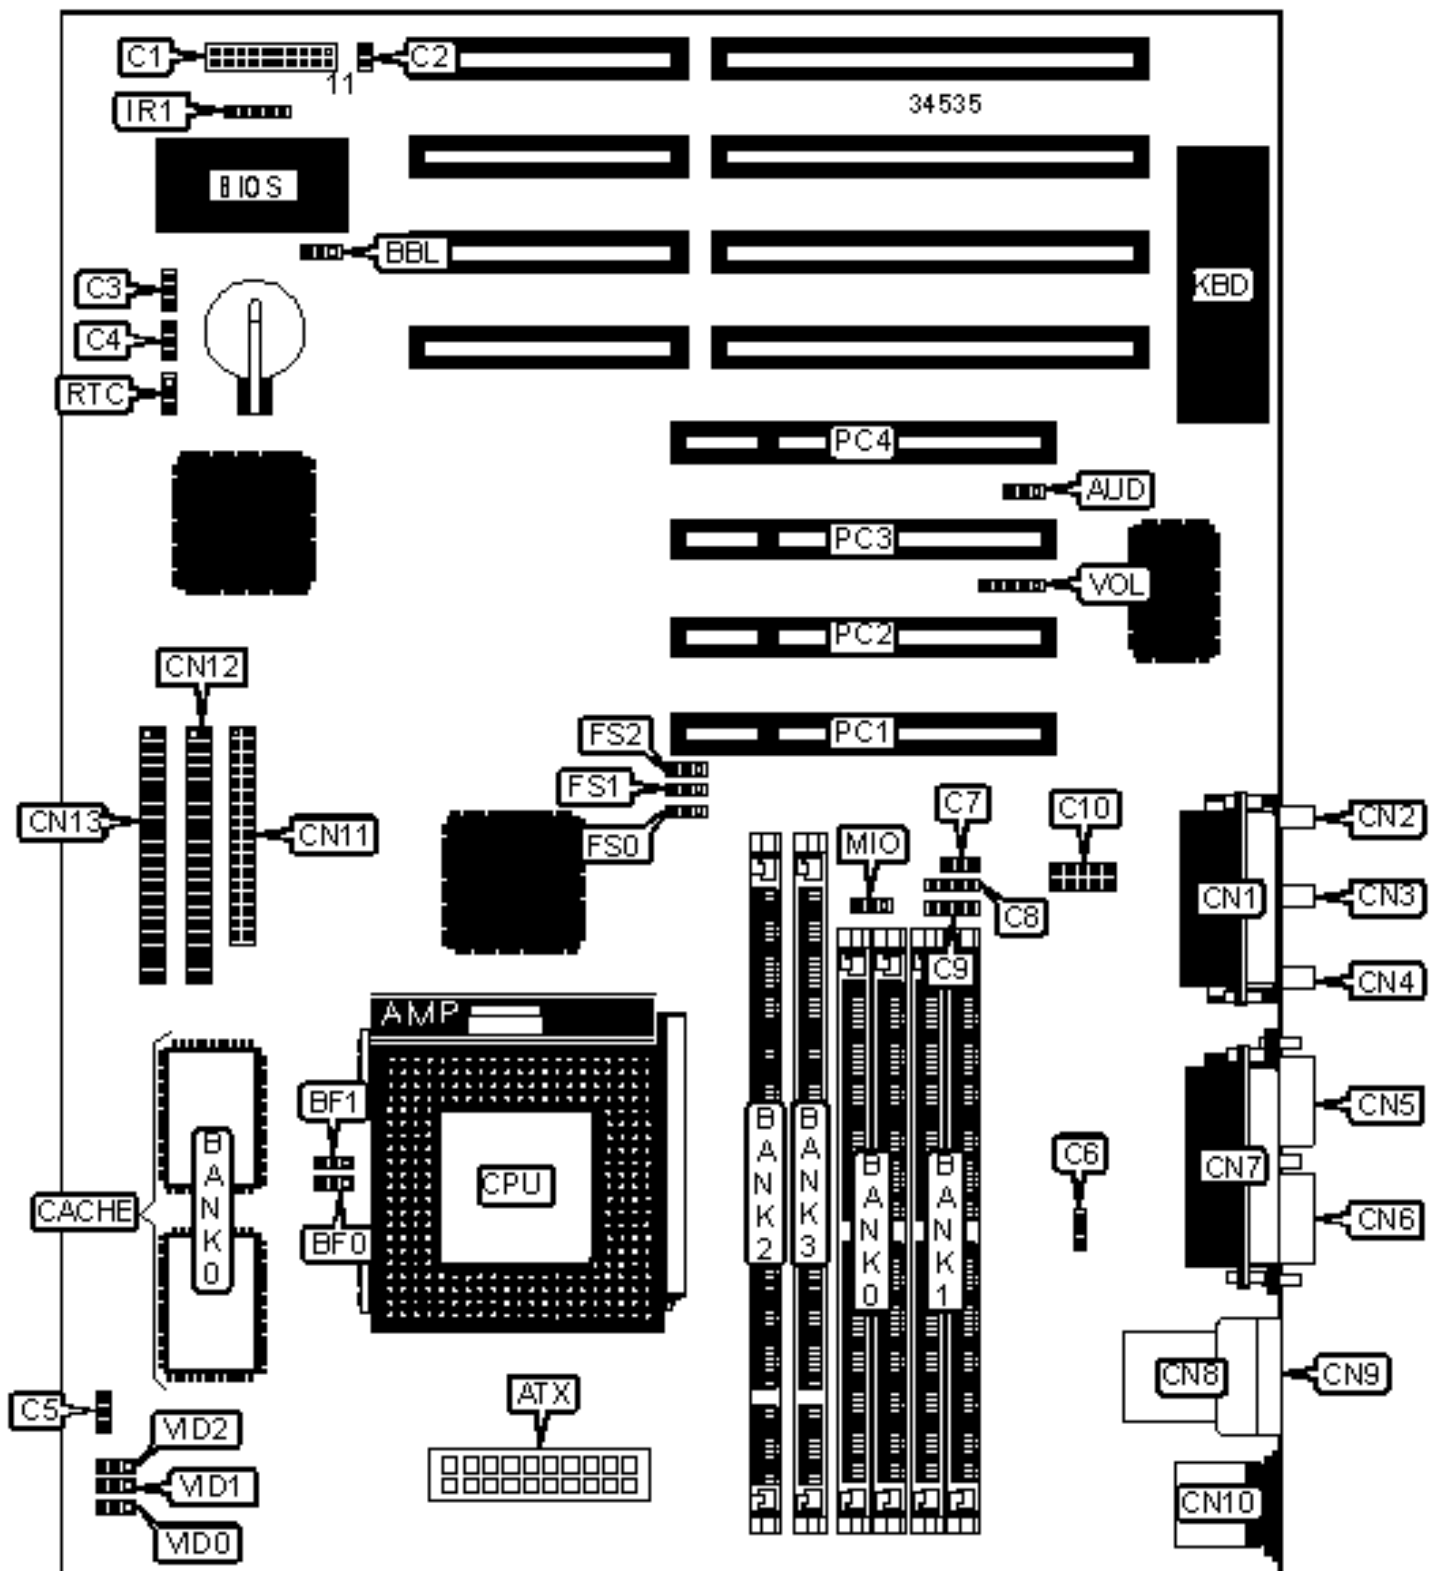 C1
C2
11
IR1
34535
BIOS
BBL
KBD
C3
C4
RTC
PC4
AUD
PC3
VOL
PC2
CN12
PC1
FS2
FS1
FS0
CN13
CN11
C7
C10
MIO
C8
C9
CN2
CN1
CN3
CN4
AMP
BF1
CPU
BF0
CACHE
BANK0
BANK2
BANK3
BANK0
BANK1
C6
CN5
CN7
CN6
CN8
CN9
CN10
C5
VID2
VID1
VID0
ATX